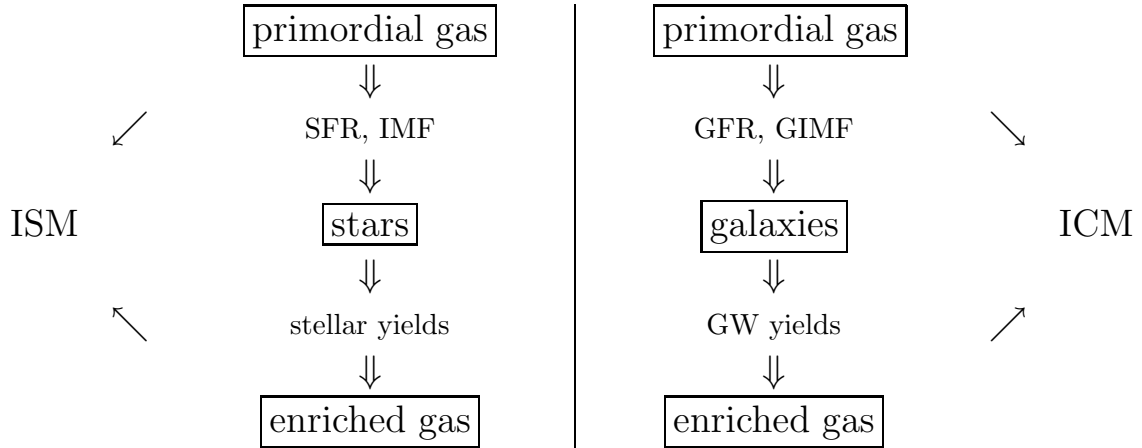 primordial gas
⇓
SFR, IMF
⇓
ISM
stars
⇓
stellar yields
⇓
enriched gas
primordial gas
⇓
GFR, GIMF
⇓
galaxies
ICM
⇓
GW yields
⇓
enriched gas